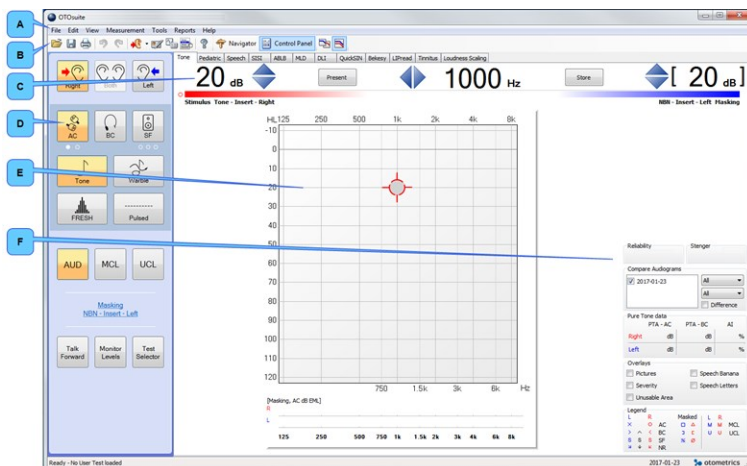 OTOsuite
A
File Edit View Measurement Tools Reports Help
B
Navigator Control Panel
Tone Pediatric Speech SISI ABLB MLD DLI QuickSIN Bekesy LIPread Tinnitus Loudness Scaling
C
Right Both Left
20 dB Present 1000 Hz Store [ 20 dB ]
Stimulus Tone - Insert - Right NBN - Insert - Left Masking
D
AC BC SF
HL 125 250 500 1k 2k 4k 8k
-10
0
10
E
Tone Warble
20
30
FRESH Pulsed
40
50
F
60
AUD MCL UCL
70
80
Masking
NBN - Insert - Left
90
100
Talk Forward Monitor Levels Test Selector
110
120
750 1.5k 3k 6k Hz
[Masking, AC dB EML]
R
L
125 250 500 750 1k 1.5k 2k 3k 4k 6k 8k
Reliability Stenger
Compare Audiograms
2017-01-23 All
All
Difference
Pure Tone data
PTA - AC PTA - BC AI
Right dB dB %
Left dB dB %
Overlays
Pictures Speech Banana
Severity Speech Letters
Unusable Area
Legend
L R Masked L R
AC M M MCL
BC U U UCL
S S SF
NR
Ready - No User Test loaded 2017-01-23 otometrics